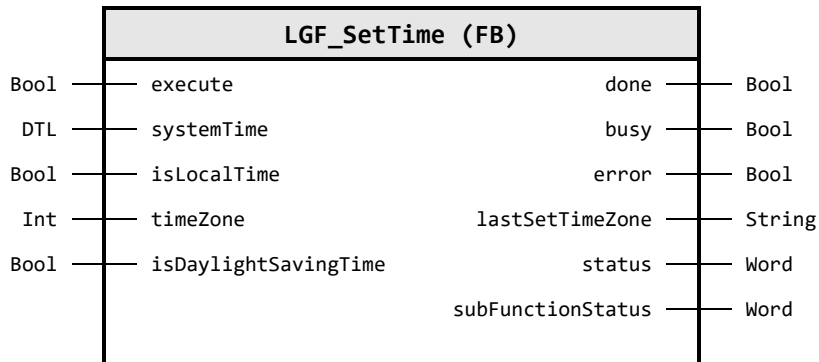 LGF_SetTime (FB)
Bool execute done Bool
DTL systemTime busy Bool
Bool isLocalTime error Bool
Int timeZone lastSetTimeZone String
Bool isDaylightSavingTime status Word
subFunctionStatus Word